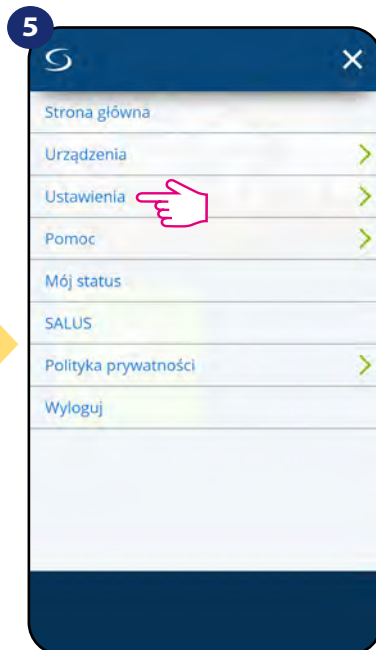 5
Strona główna
Urządzenia
Ustawienia
Pomoc
Mój status
SALUS
Polityka prywatności
Wyloguj